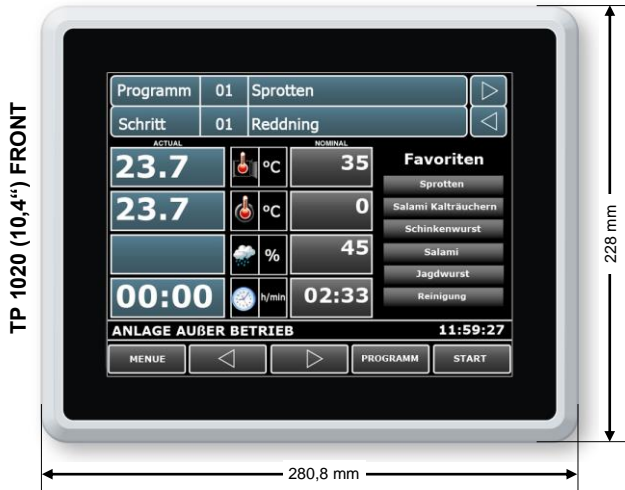 TP 1020 (10,4“) FRONT
Programm 01 Sprotten
Schritt 01 Reddning
ACTUAL NOMINAL
23.7 °C 35
23.7 °C 0
% 45
00:00 h/min 02:33
Favoriten
Sprotten
Salami Kalträuchern
Schinkenwurst
Salami
Jagdwurst
Reinigung
ANLAGE AUßER BETRIEB 11:59:27
MENUE PROGRAMM START
228 mm
280,8 mm